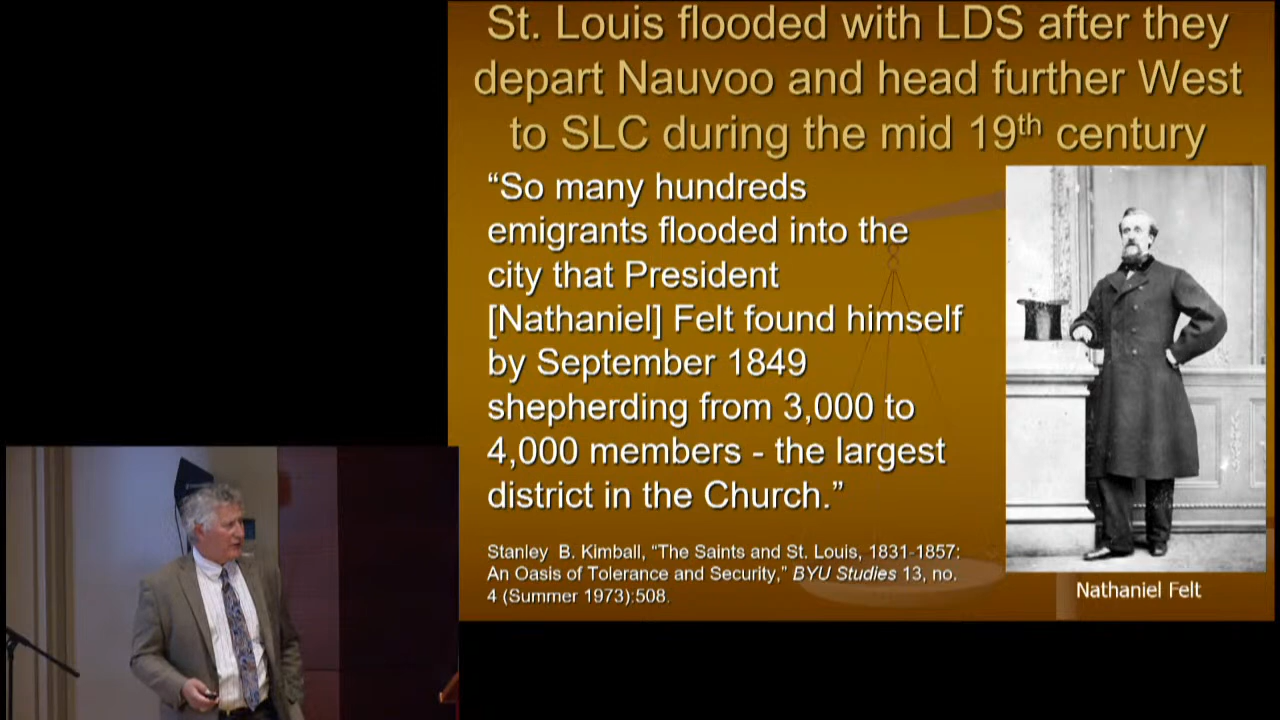 St. Louis flooded with LDS after they
depart Nauvoo and head further West
to SLC during the mid 19th century
“So many hundreds
emigrants flooded into the
city that President
[Nathaniel] Felt found himself
by September 1849
shepherding from 3,000 to
4,000 members - the largest
district in the Church.”
Stanley B. Kimball, “The Saints and St. Louis, 1831-1857:
An Oasis of Tolerance and Security,” BYU Studies 13, no.
4 (Summer 1973):508.
Nathaniel Felt